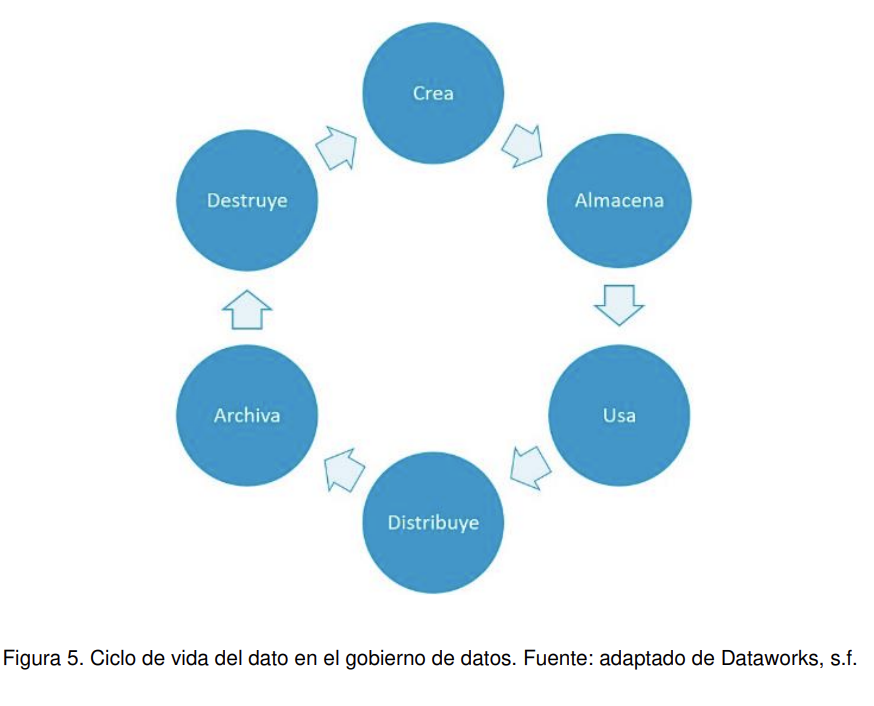 Crea
Almacena
Usa
Distribuye
Archiva
Destruye
Figura 5. Ciclo de vida del dato en el gobierno de datos. Fuente: adaptado de Dataworks, s.f.